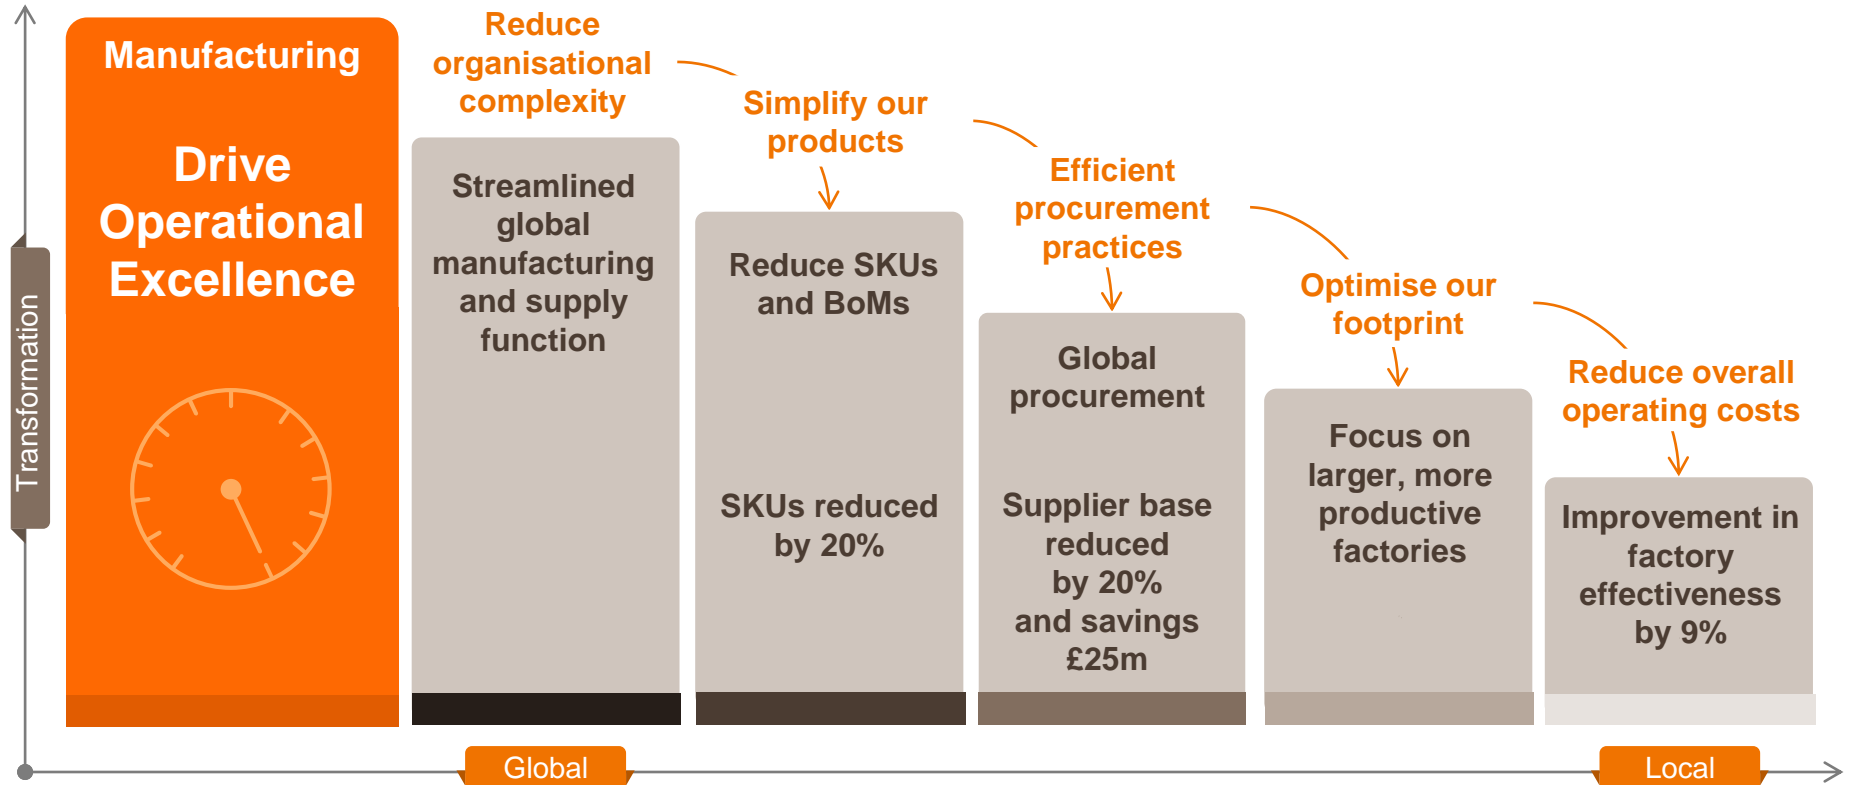 Transformation
Manufacturing
Drive
Operational
Excellence
Reduce
organisational
complexity
Streamlined
global
manufacturing
and supply
function
Simplify our
products
Reduce SKUs
and BoMs
SKUs reduced
by 20%
Efficient
procurement
practices
Global
procurement
Supplier base
reduced
by 20%
and savings
£25m
Optimise our
footprint
Focus on
larger, more
productive
factories
Reduce overall
operating costs
Improvement in
factory
effectiveness
by 9%
Global
Local